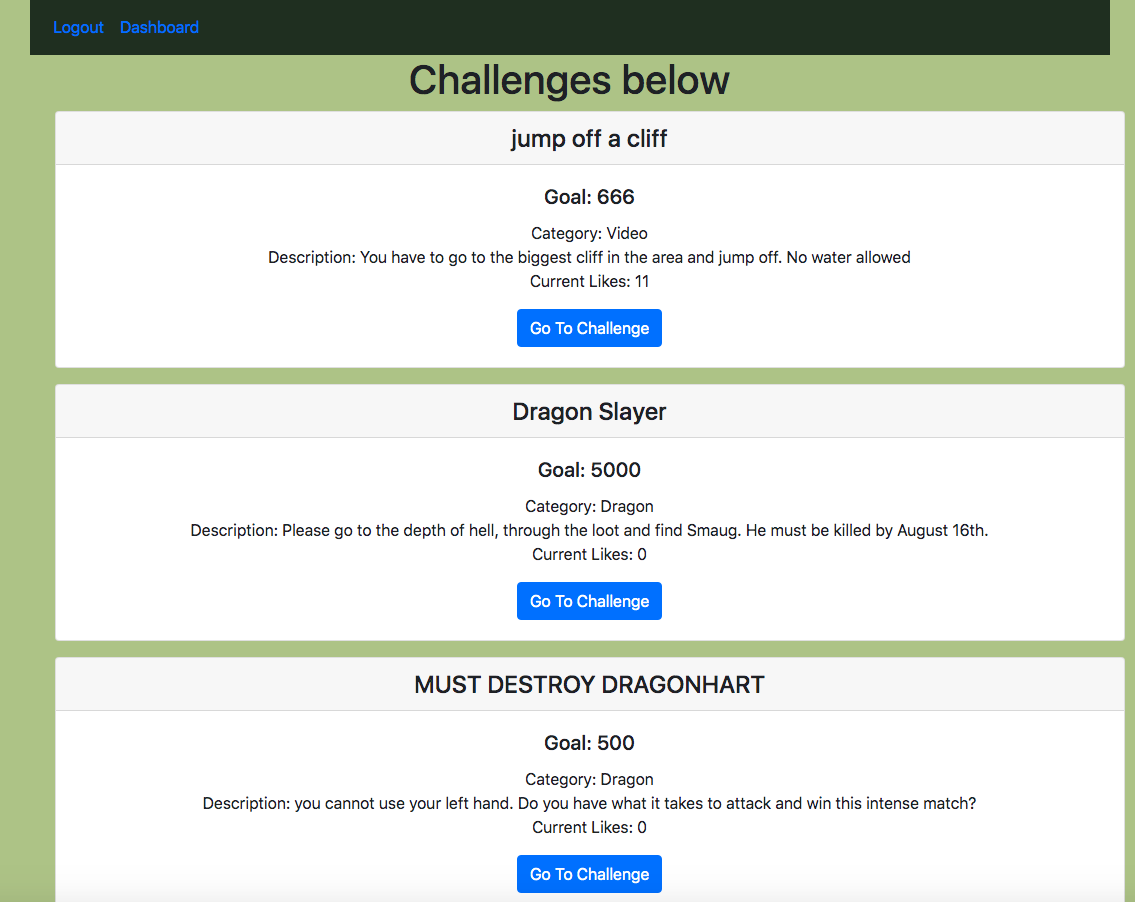 Logout Dashboard
Challenges below
jump off a cliff
Goal: 666
Category: Video
Description: You have to go to the biggest cliff in the area and jump off. No water allowed
Current Likes: 11
Go To Challenge
Dragon Slayer
Goal: 5000
Category: Dragon
Description: Please go to the depth of hell, through the loot and find Smaug. He must be killed by August 16th.
Current Likes: 0
Go To Challenge
MUST DESTROY DRAGONHART
Goal: 500
Category: Dragon
Description: you cannot use your left hand. Do you have what it takes to attack and win this intense match?
Current Likes: 0
Go To Challenge